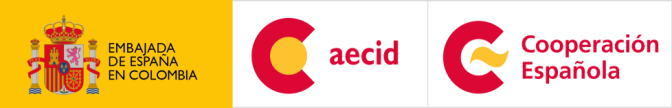 EMBAJADA
DE ESPAÑA
EN COLOMBIA
aecid
Cooperación
Española